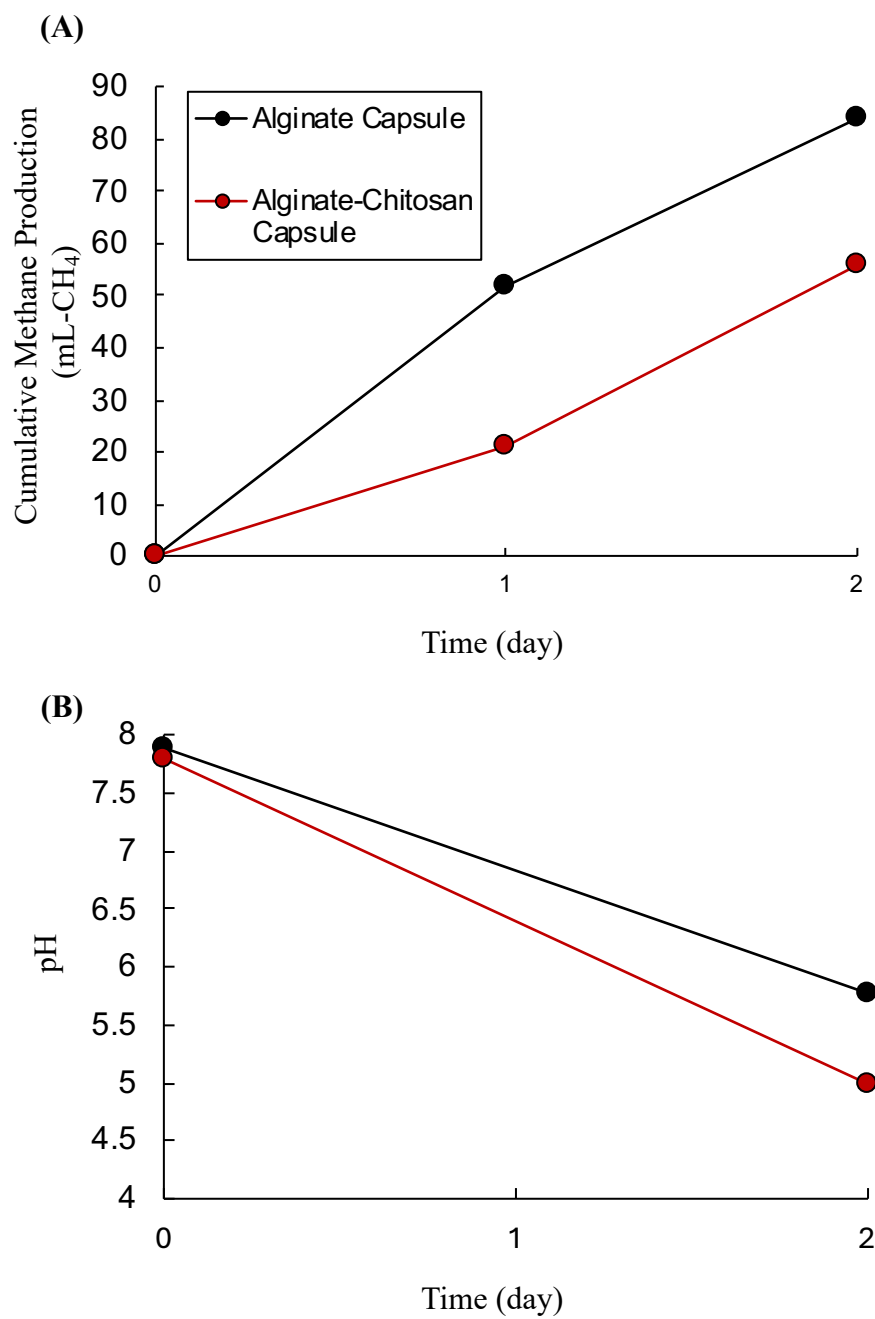 (A)
Cumulative Methane Production
(mL-CH₄)
90
80
70
60
50
40
30
20
10
0
Alginate Capsule
Alginate-Chitosan
Capsule
0 1 2
Time (day)
(B)
pH
8
7.5
7
6.5
6
5.5
5
4.5
4
0 1 2
Time (day)